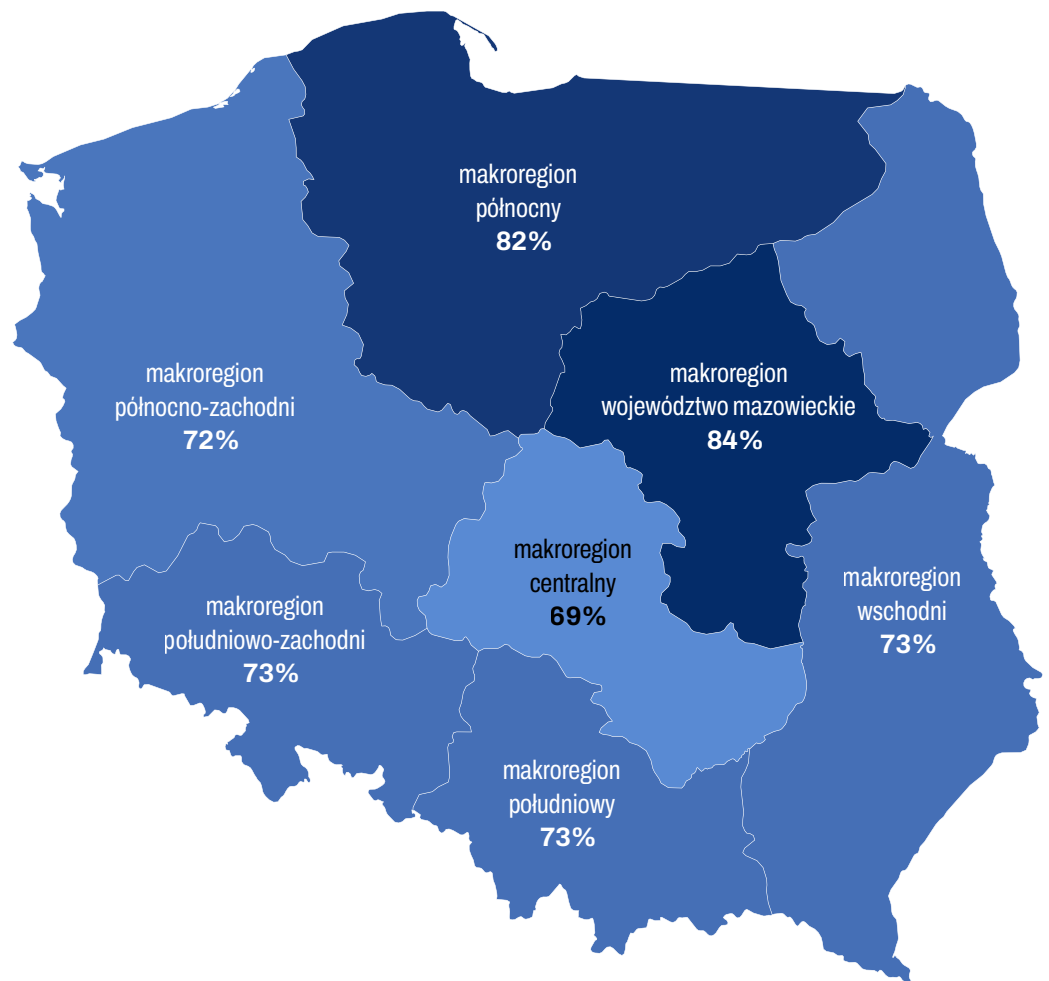 makroregion
północny
82%
makroregion
północno-zachodni
72%
makroregion
województwo mazowieckie
84%
makroregion
centralny
69%
makroregion
wschodni
73%
makroregion
południowo-zachodni
73%
makroregion
południowy
73%